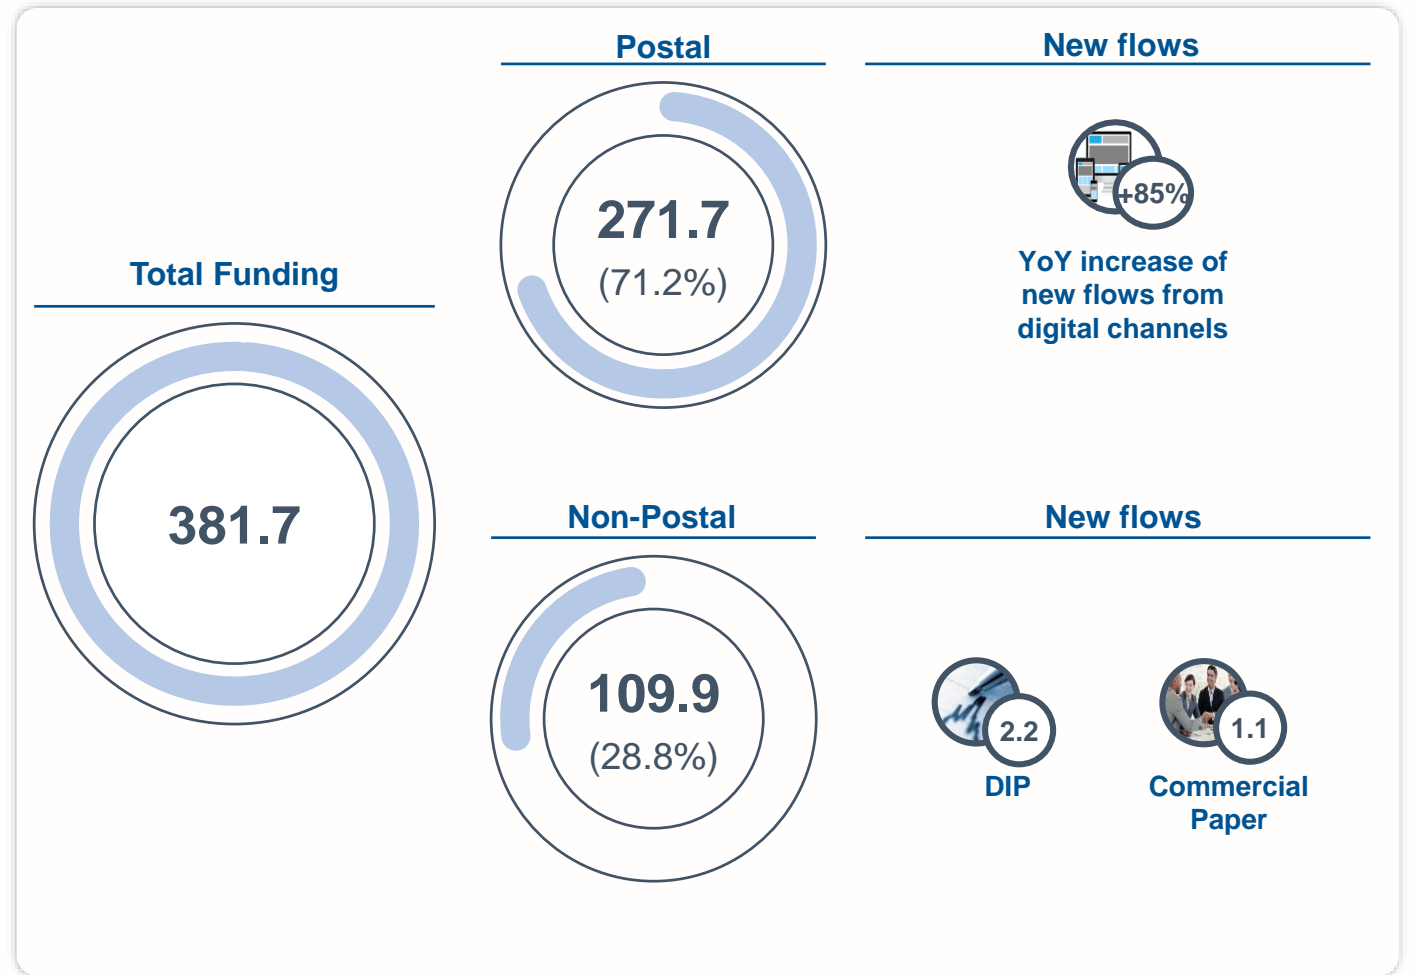 Total Funding
381.7
Postal
271.7
(71.2%)
New flows
+85%
YoY increase of
new flows from
digital channels
Non-Postal
109.9
(28.8%)
New flows
2.2
DIP
1.1
Commercial
Paper